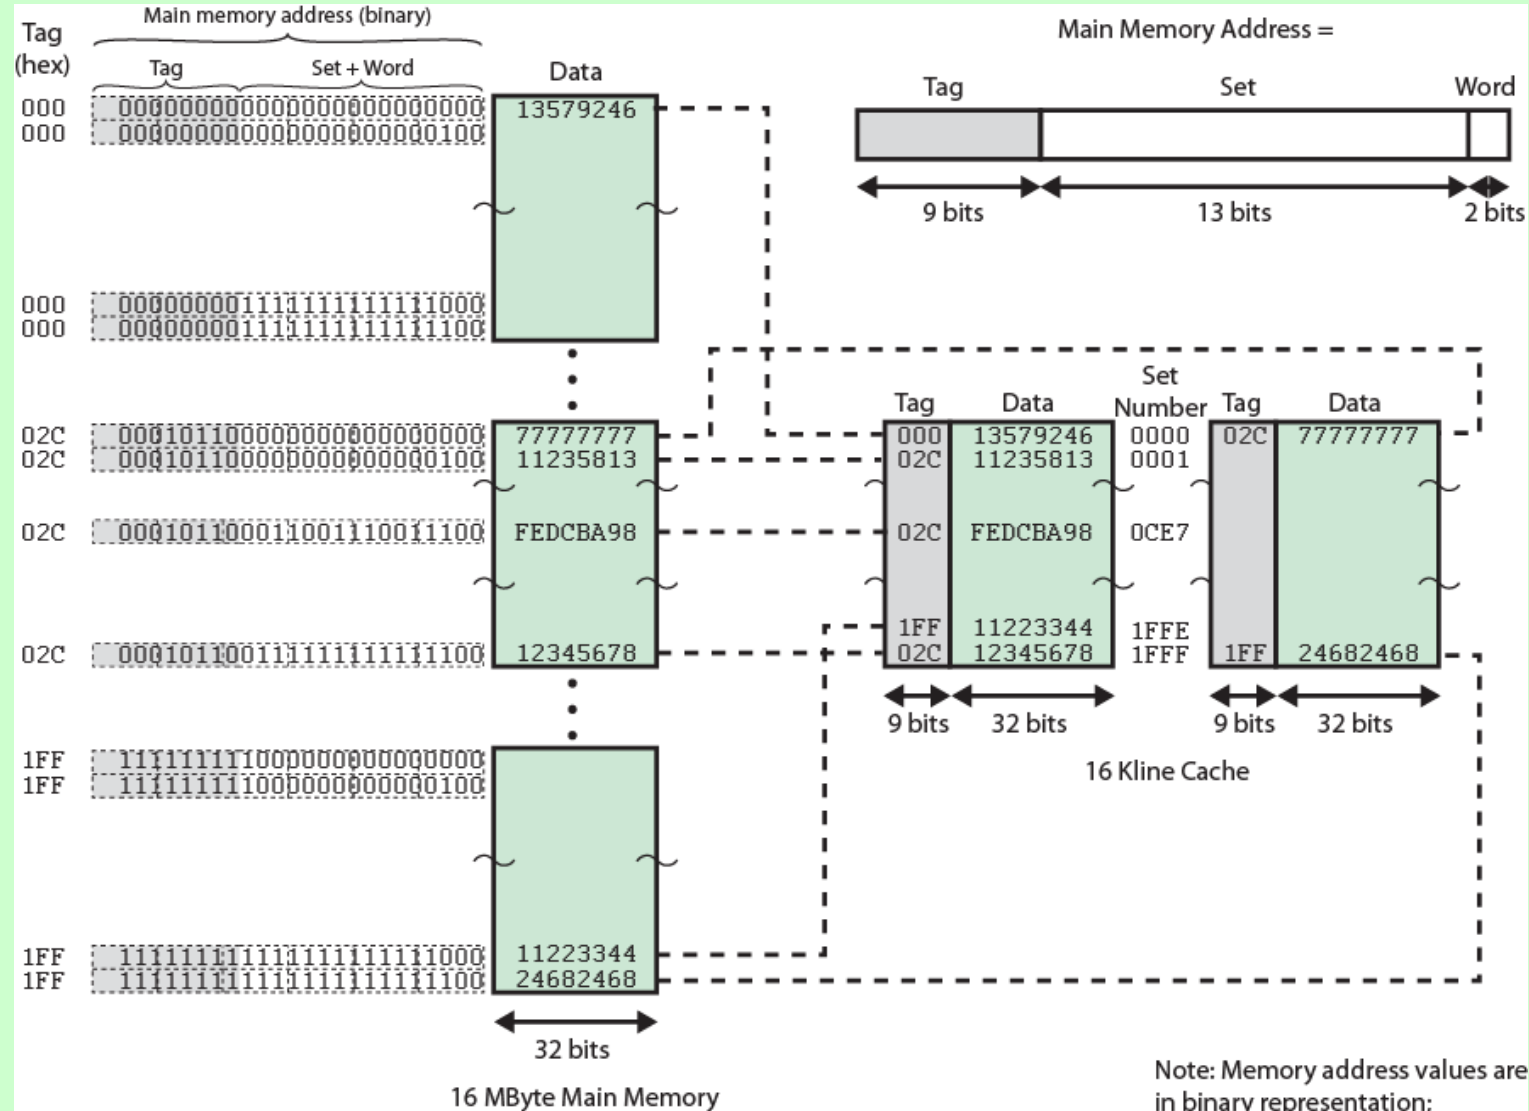 Main memory address (binary)
Main Memory Address =
Tag
(hex)
Tag
Set + Word
Data
Tag
Set
Word
000 000000000000000000000000 13579246
000 000000000000000000000100
9 bits
13 bits
2 bits
000 000000001111111111111000
000 000000001111111111111100
02C 000101100000000000000000 77777777
02C 000101100000000000000100 11235813
02C 000101100011001110011100 FEDCBA98
02C 000101100111111111111100 12345678
Tag
Data
Set
Number
Tag
Data
000 13579246 0000 02C 77777777
02C 11235813 0001
02C FEDCBA98 0CE7
1FF 11223344 1FFE
02C 12345678 1FFF 1FF 24682468
9 bits
32 bits
9 bits
32 bits
16 Kline Cache
1FF 111111111000000000000000
1FF 111111111000000000000100
1FF 111111111111111111111000 11223344
1FF 111111111111111111111100 24682468
32 bits
16 MByte Main Memory
Note: Memory address values are
in binary representation;